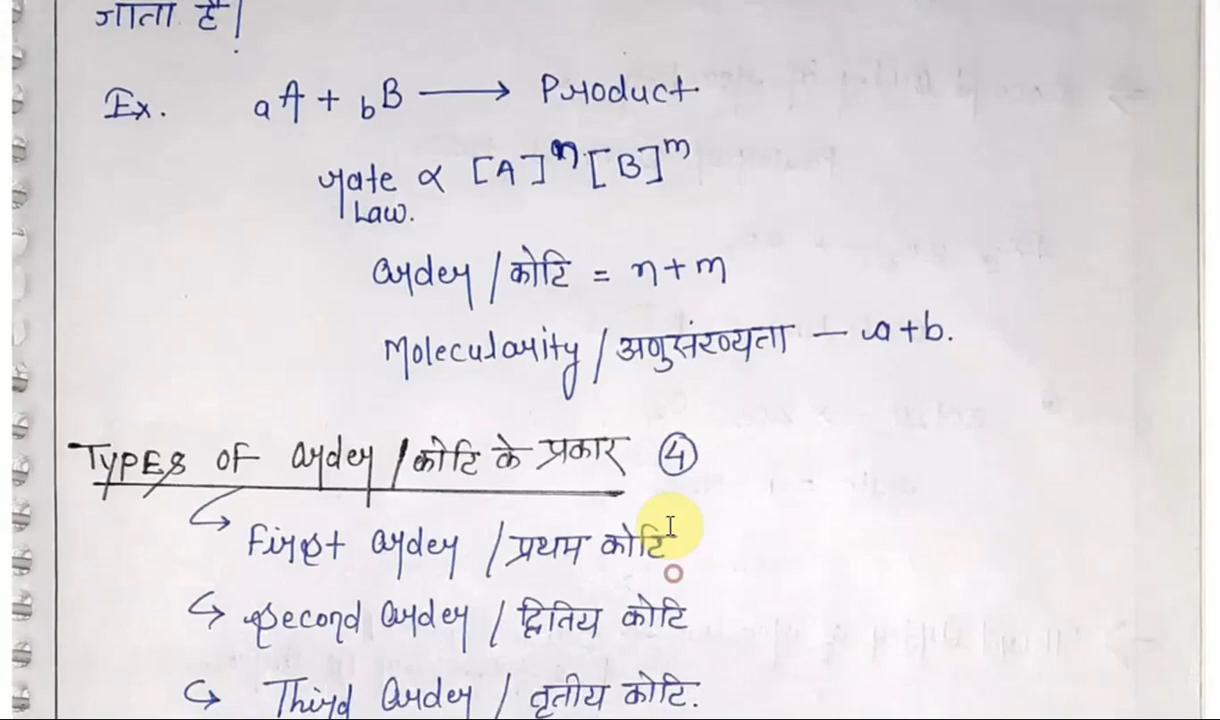 जाता है।
Ex. aA + bB → Product
rate ∝ [A]ⁿ [B]ᵐ
Law.
Order / कोटि = n+m
Molecularity / अणुसंख्यता – a+b.
TYPES OF Order / कोटि के प्रकार ④
↳ First order / प्रथम कोटि
↳ Second Order / द्वितिय कोटि
↳ Third Order / तृतीय कोटि.